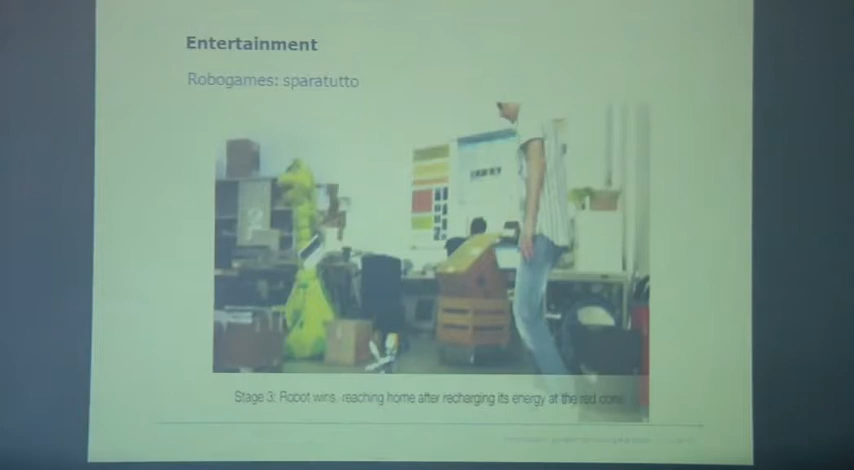 Entertainment
Robogames: sparatutto
Stage 3: Robot wins, reaching home after recharging its energy at the red cone